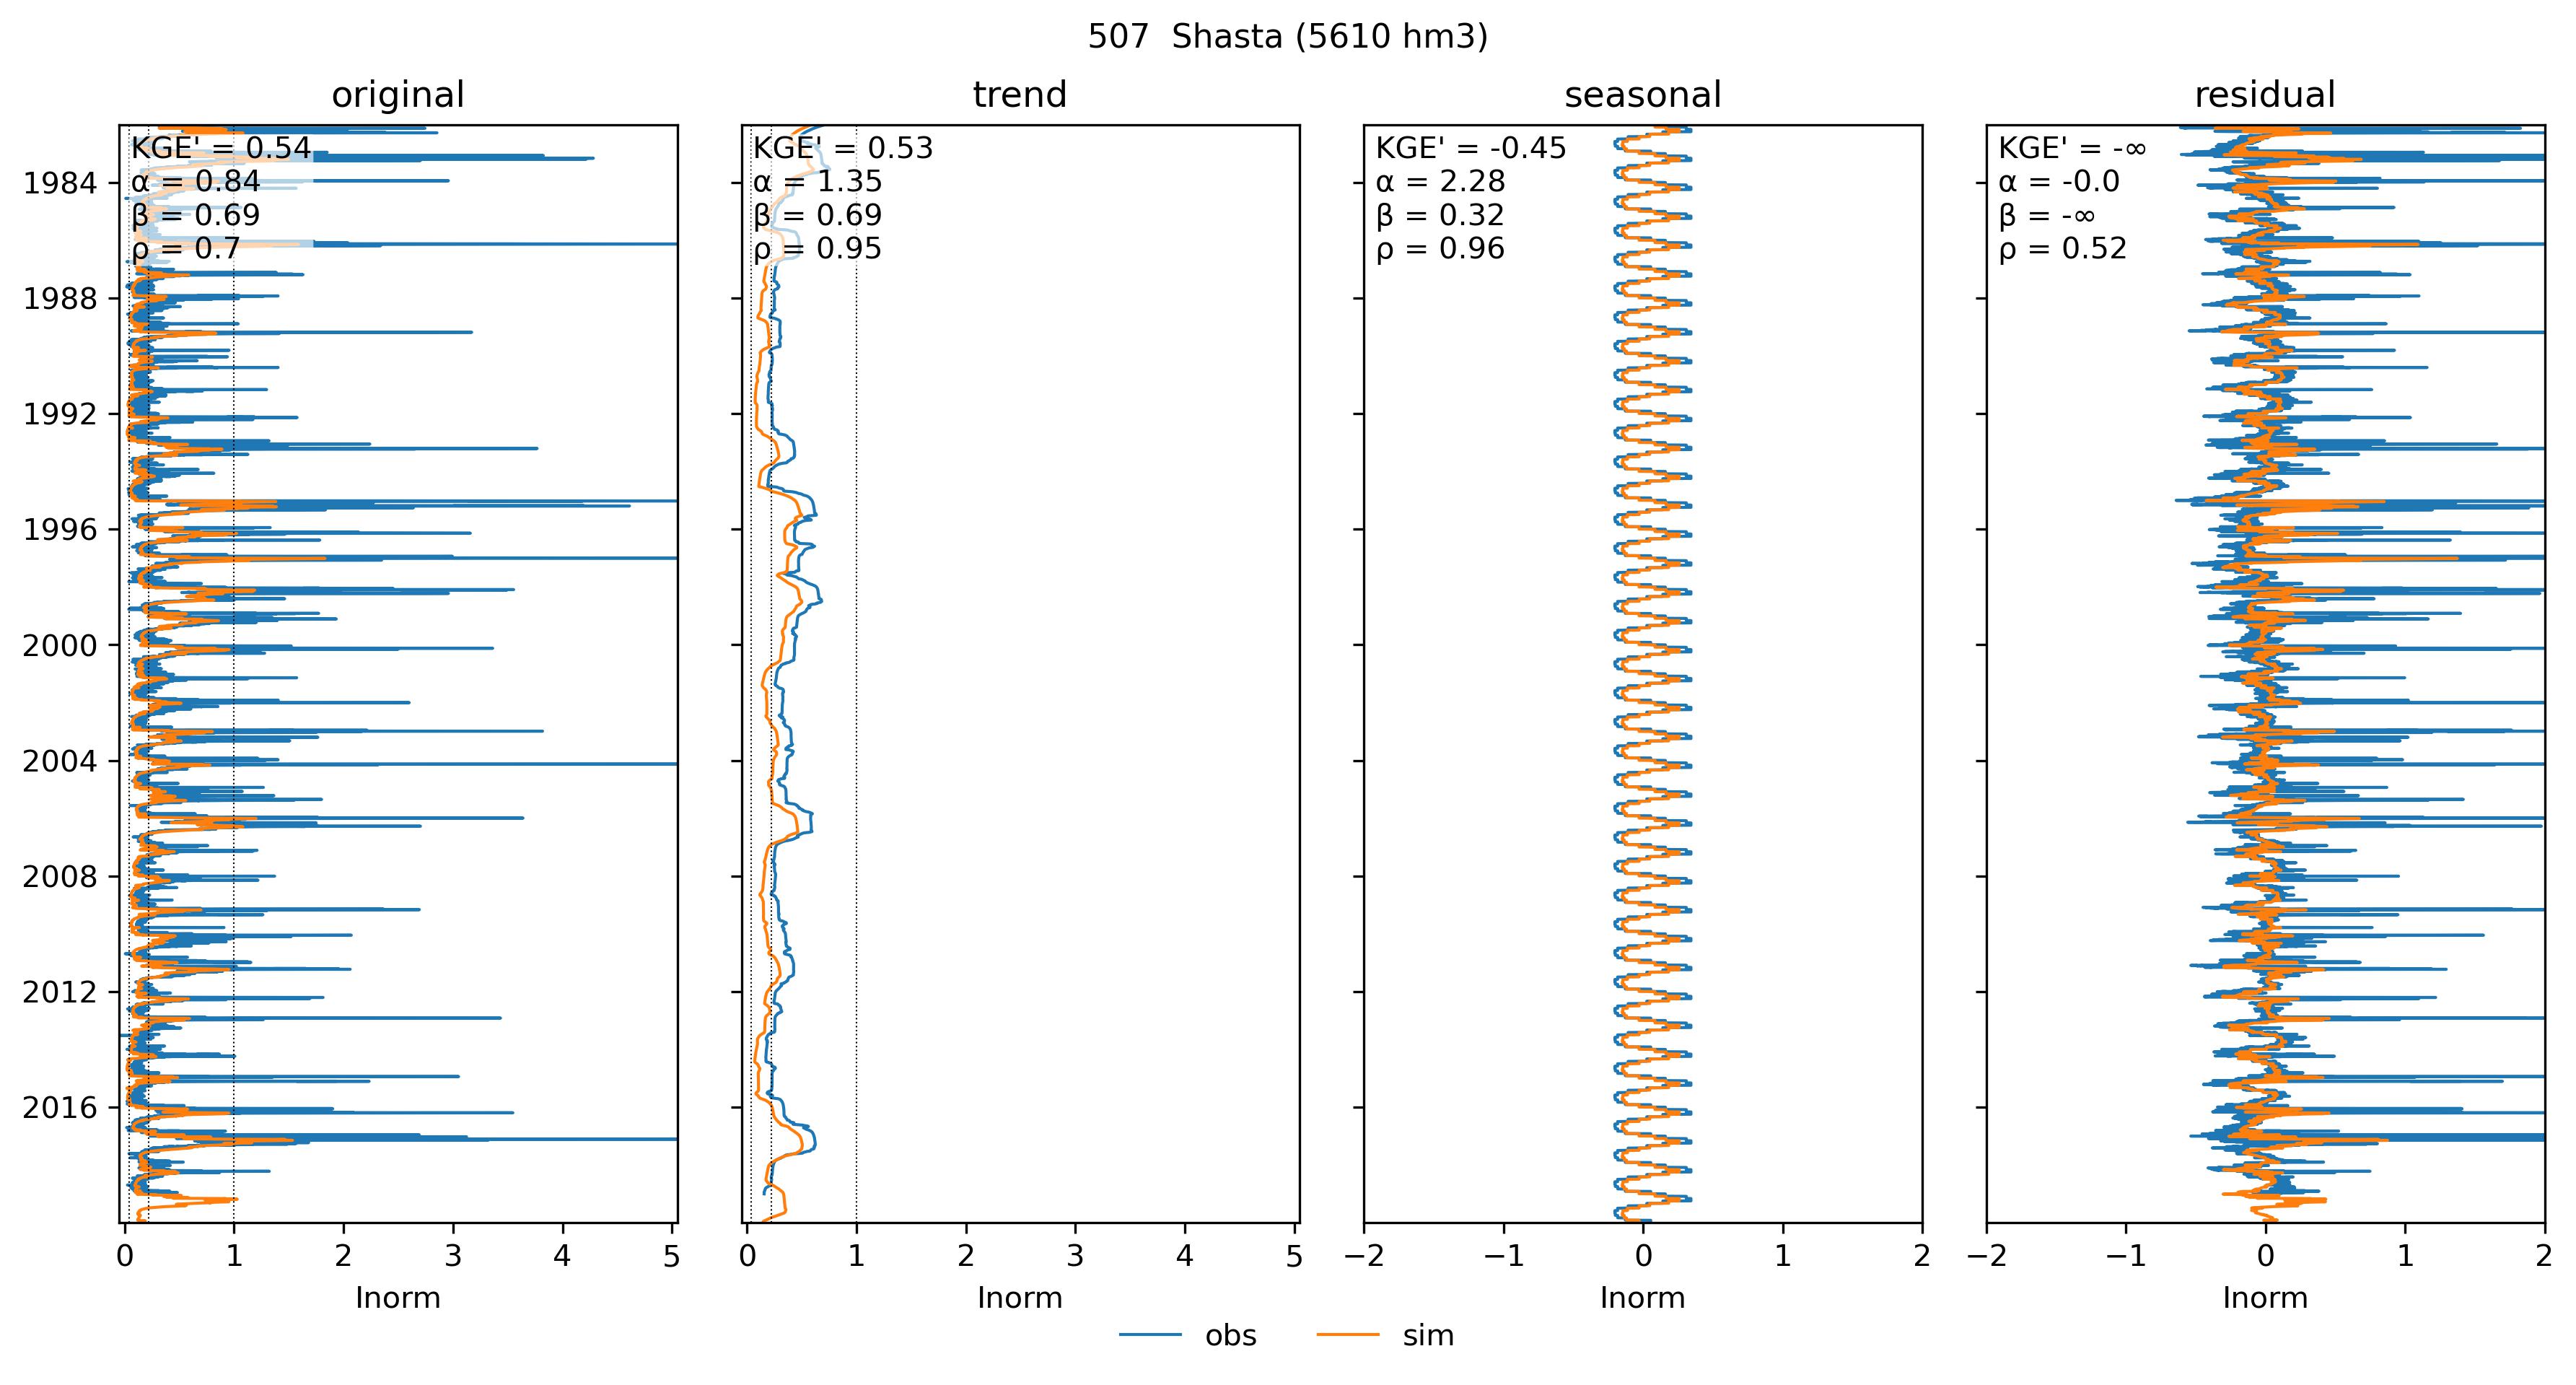 507  Shasta (5610 hm3)
original
trend
seasonal
residual
KGE' = 0.54
α = 0.84
β = 0.69
ρ = 0.7
KGE' = 0.53
α = 1.35
β = 0.69
ρ = 0.95
KGE' = -0.45
α = 2.28
β = 0.32
ρ = 0.96
KGE' = -∞
α = -0.0
β = -∞
ρ = 0.52
1984
1988
1992
1996
2000
2004
2008
2012
2016
0 1 2 3 4 5
0 1 2 3 4 5
−2 −1 0 1 2
−2 −1 0 1 2
Inorm
Inorm
Inorm
Inorm
obs
sim